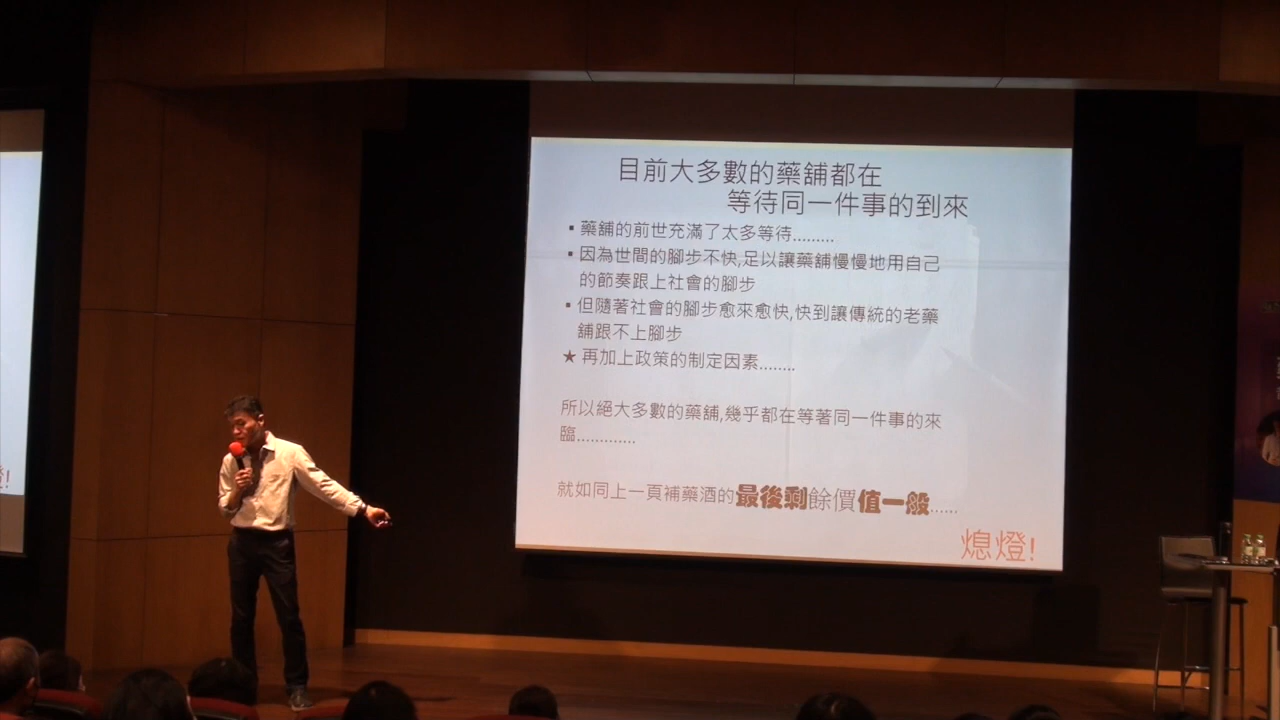 目前大多數的藥舖都在
等待同一件事的到來
▪ 藥舖的前世充滿了太多等待.........
▪ 因為世間的腳步不快,足以讓藥舖慢慢地用自己
的節奏跟上社會的腳步
▪ 但隨著社會的腳步愈來愈快,快到讓傳統的老藥
舖跟不上腳步
★ 再加上政策的制定因素........
所以絕大多數的藥舖,幾乎都在等著同一件事的來
臨.............
就如同上一頁補藥酒的最後剩餘價值一般......
熄燈!
燈!